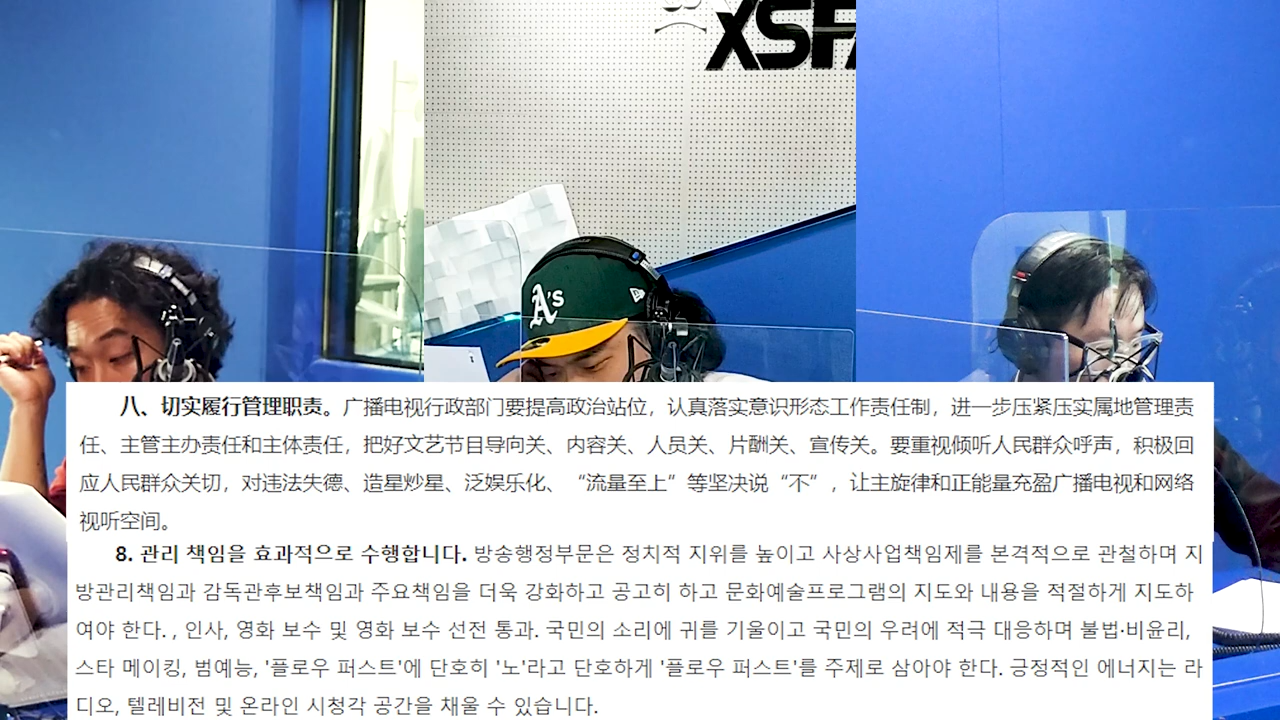 XSF
A's
八、切实履行管理职责。广播电视行政部门要提高政治站位，认真落实意识形态工作责任制，进一步压紧压实属地管理责
任、主管主办责任和主体责任，把好文艺节目导向关、内容关、人员关、片酬关、宣传关。要重视倾听人民群众呼声，积极回
应人民群众关切，对违法失德、造星炒星、泛娱乐化、“流量至上”等坚决说“不”，让主旋律和正能量充盈广播电视和网络
视听空间。
8. 관리 책임을 효과적으로 수행합니다. 방송행정부문은 정치적 지위를 높이고 사상사업책임제를 본격적으로 관철하며 지
방관리책임과 감독관후보책임과 주요책임을 더욱 강화하고 공고히 하고 문화예술프로그램의 지도와 내용을 적절하게 지도하
여야 한다. , 인사, 영화 보수 및 영화 보수 선전 통과. 국민의 소리에 귀를 기울이고 국민의 우려에 적극 대응하며 불법·비윤리,
스타 메이킹, 범예능, '플로우 퍼스트'에 단호히 '노'라고 단호하게 '플로우 퍼스트'를 주제로 삼아야 한다. 긍정적인 에너지는 라
디오, 텔레비전 및 온라인 시청각 공간을 채울 수 있습니다.